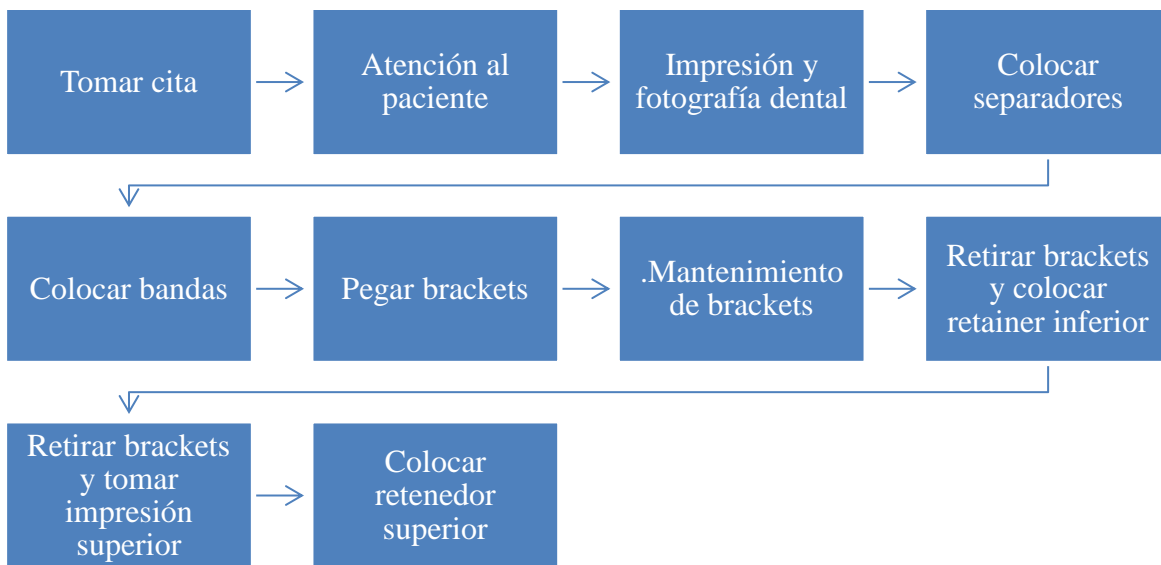 Tomar cita
Atención al
paciente
Impresión y
fotografía dental
Colocar
separadores
Colocar bandas
Pegar brackets
.Mantenimiento
de brackets
Retirar brackets
y colocar
retainer inferior
Retirar brackets
y tomar
impresión
superior
Colocar
retenedor
superior